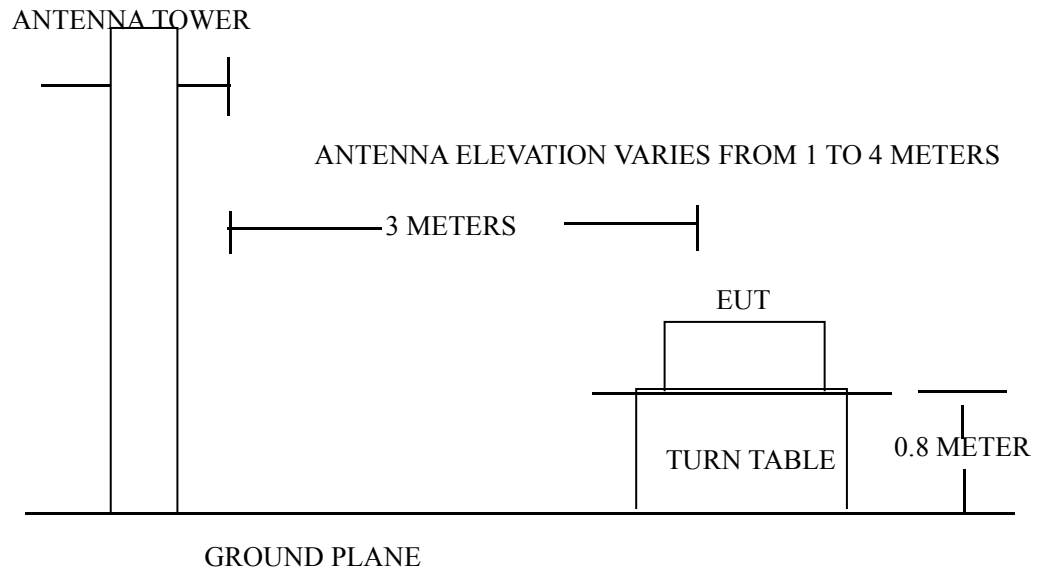 ANTENNA TOWER
ANTENNA ELEVATION VARIES FROM 1 TO 4 METERS
3 METERS
EUT
0.8 METER
TURN TABLE
GROUND PLANE